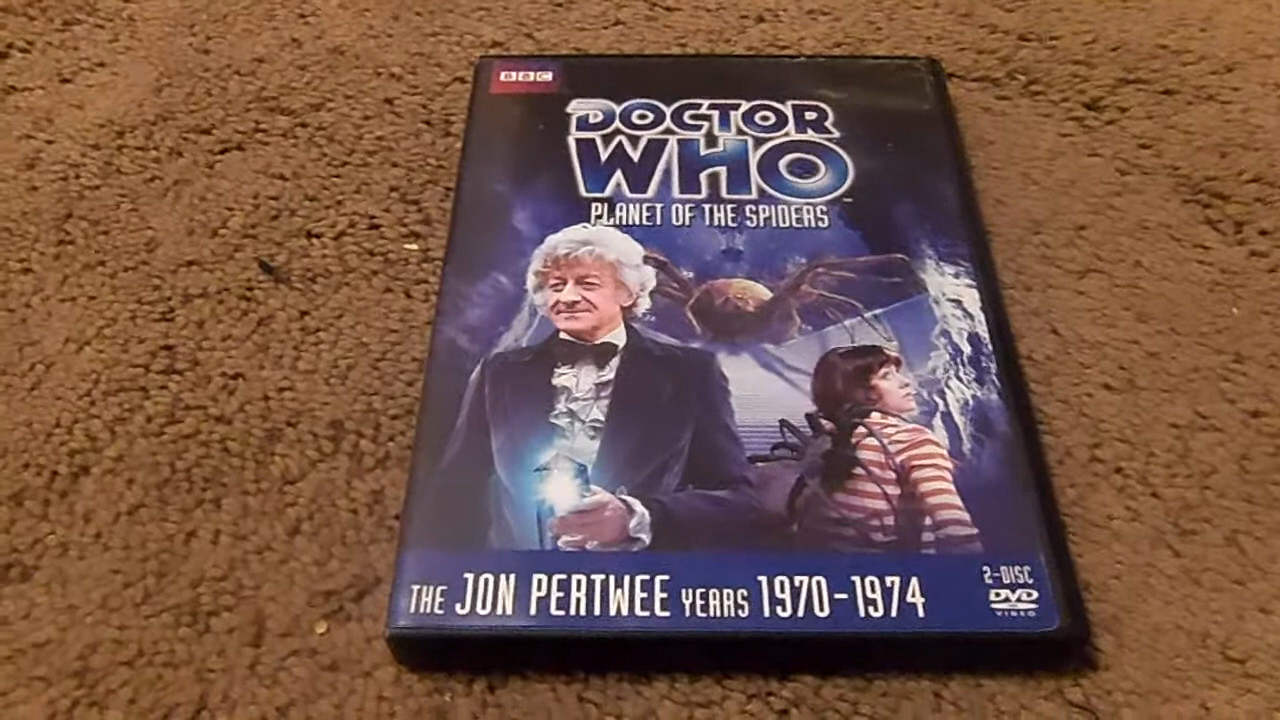 BBC
DOCTOR
WHO
PLANET OF THE SPIDERS
THE JON PERTWEE YEARS 1970-1974
2-DISC
DVD
VIDEO